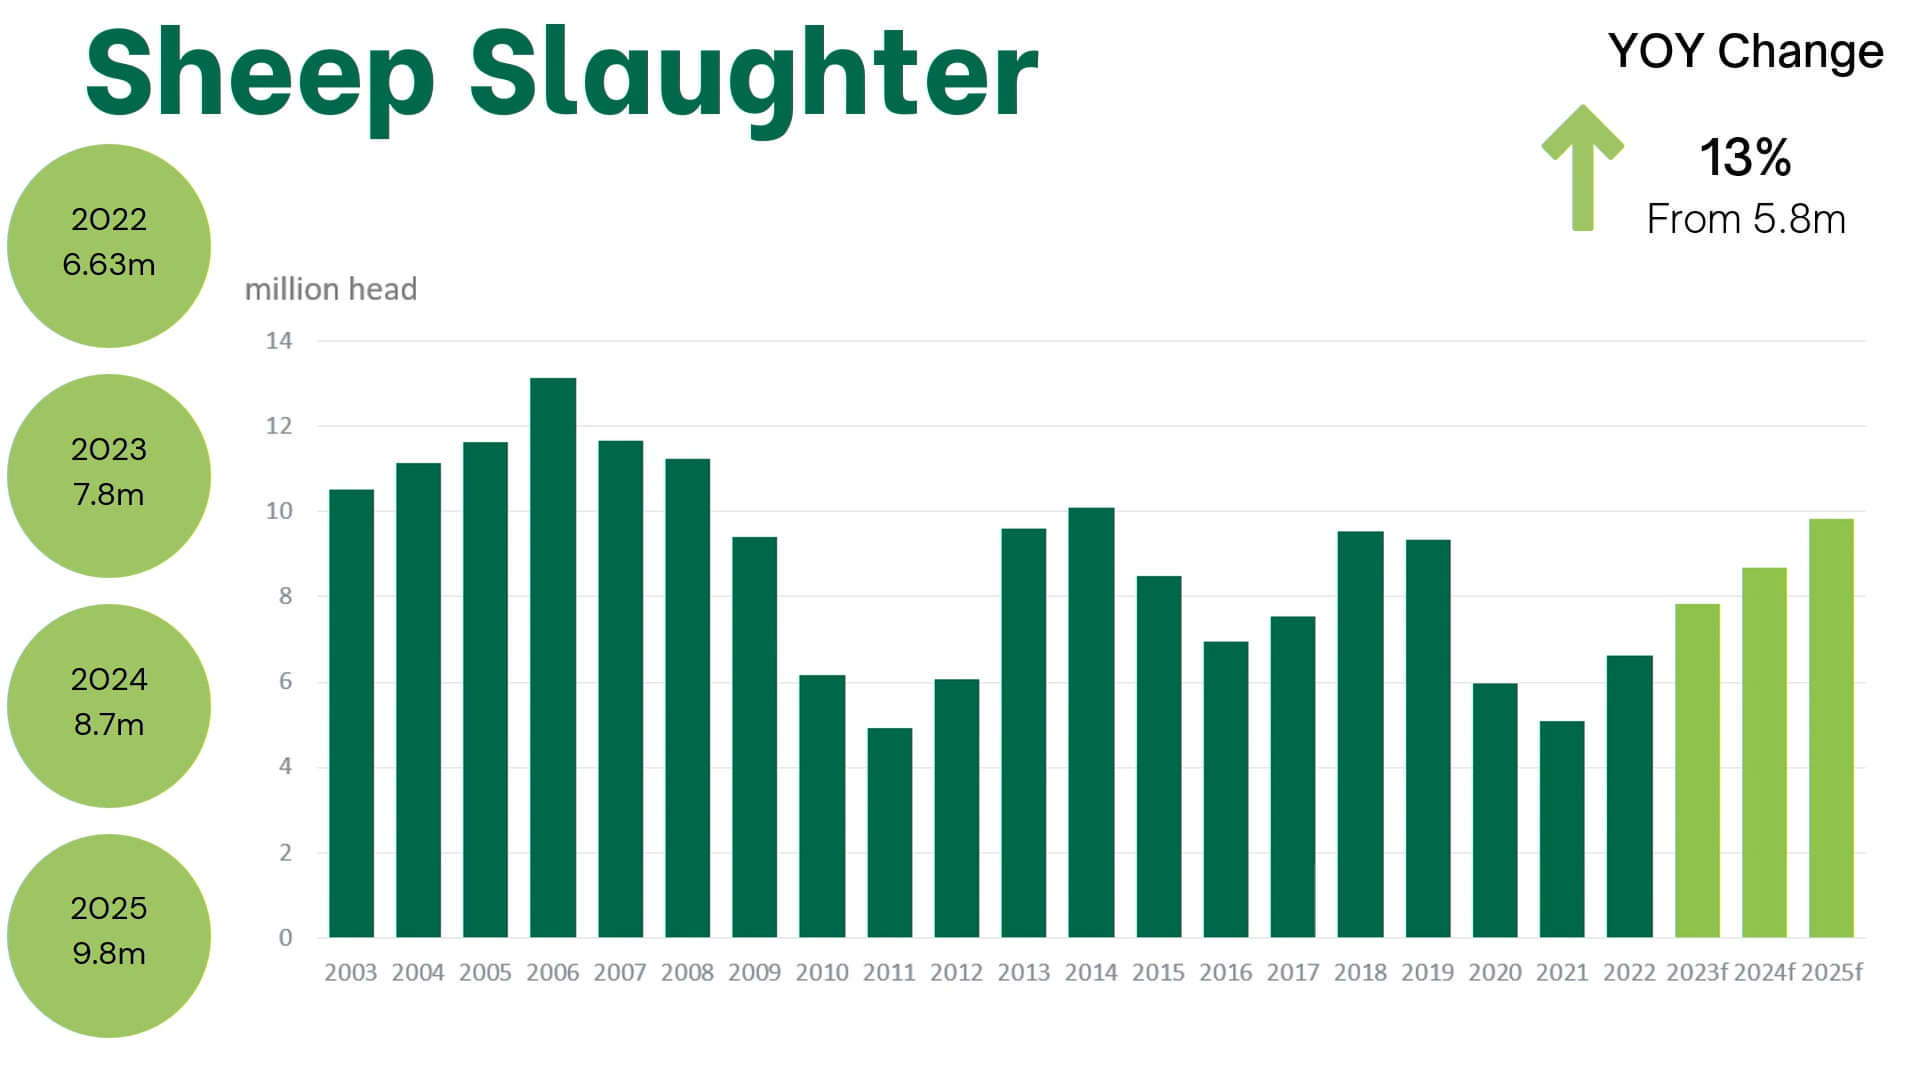 Sheep Slaughter
YOY Change
13%
From 5.8m
2022
6.63m
2023
7.8m
2024
8.7m
2025
9.8m
million head
14
12
10
8
6
4
2
0
2003 2004 2005 2006 2007 2008 2009 2010 2011 2012 2013 2014 2015 2016 2017 2018 2019 2020 2021 2022 2023f 2024f 2025f